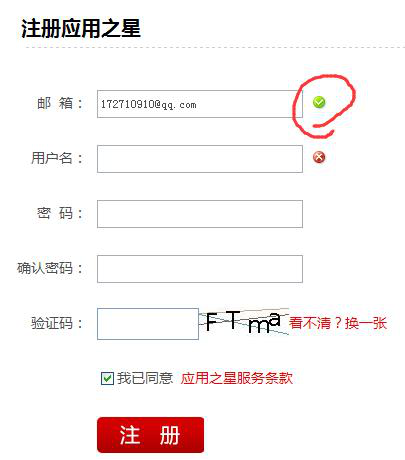 注册应用之星
邮 箱： 172710910@qq.com
用户名：
密 码：
确认密码：
验证码： FTma 看不清？换一张
我已同意 应用之星服务条款
注 册